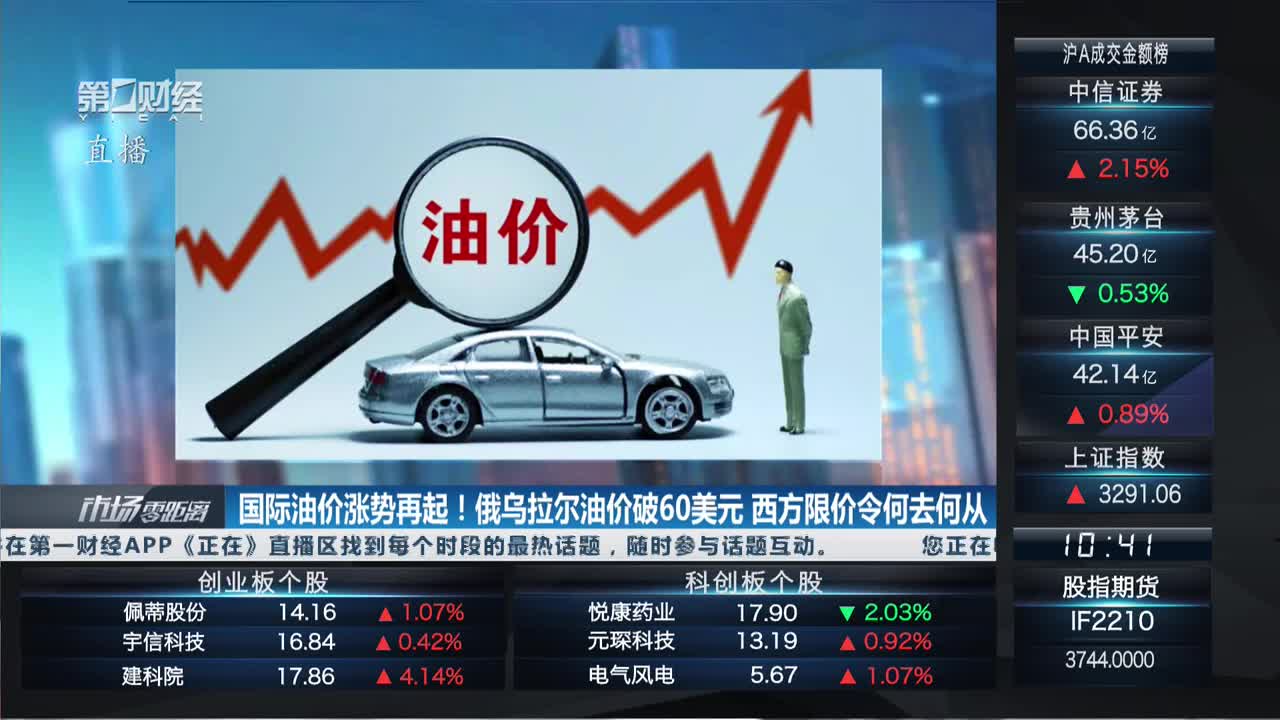 第一财经
YICAI
直播
油价
市场零距离
国际油价涨势再起！俄乌拉尔油价破60美元 西方限价令何去何从
在第一财经APP《正在》直播区找到每个时段的最热话题，随时参与话题互动。 您正在
创业板个股
佩蒂股份 14.16 ▲ 1.07%
宇信科技 16.84 ▲ 0.42%
建科院 17.86 ▲ 4.14%
科创板个股
悦康药业 17.90 ▼ 2.03%
元琛科技 13.19 ▲ 0.92%
电气风电 5.67 ▲ 1.07%
沪A成交金额榜
中信证券
66.36亿
▲ 2.15%
贵州茅台
45.20亿
▼ 0.53%
中国平安
42.14亿
▲ 0.89%
上证指数
▲ 3291.06
10:41
股指期货
IF2210
3744.0000